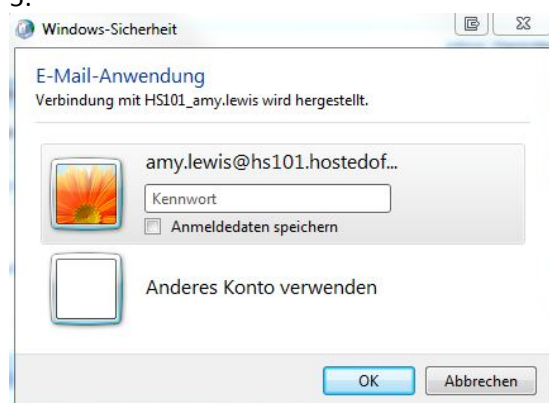 Windows-Sicherheit
E-Mail-Anwendung
Verbindung mit HS101_amy.lewis wird hergestellt.
amy.lewis@hs101.hostedof...
Kennwort
Anmeldedaten speichern
Anderes Konto verwenden
OK Abbrechen